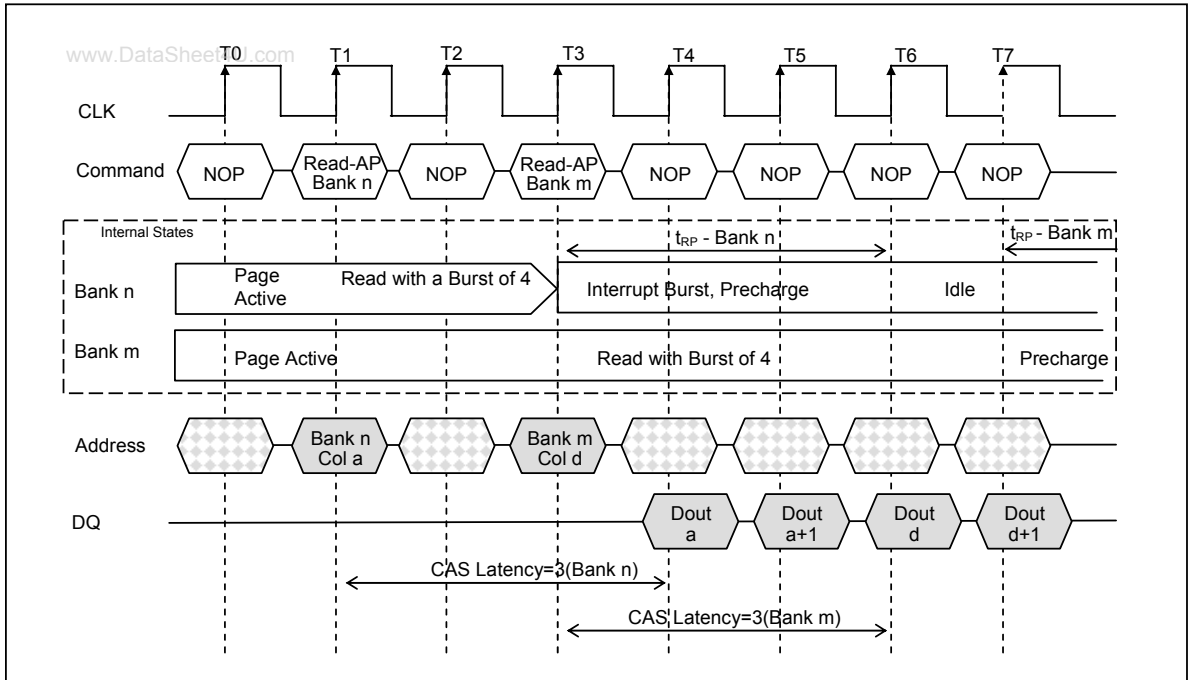 www.DataSheet4U.com
T0 T1 T2 T3 T4 T5 T6 T7
CLK
Command NOP Read-AP Bank n NOP Read-AP Bank m NOP NOP NOP NOP
Internal States
tRP - Bank n tRP - Bank m
Bank n Page Active Read with a Burst of 4 Interrupt Burst, Precharge Idle
Bank m Page Active Read with Burst of 4 Precharge
Address Bank n Col a Bank m Col d
DQ Dout a Dout a+1 Dout d Dout d+1
CAS Latency=3(Bank n)
CAS Latency=3(Bank m)